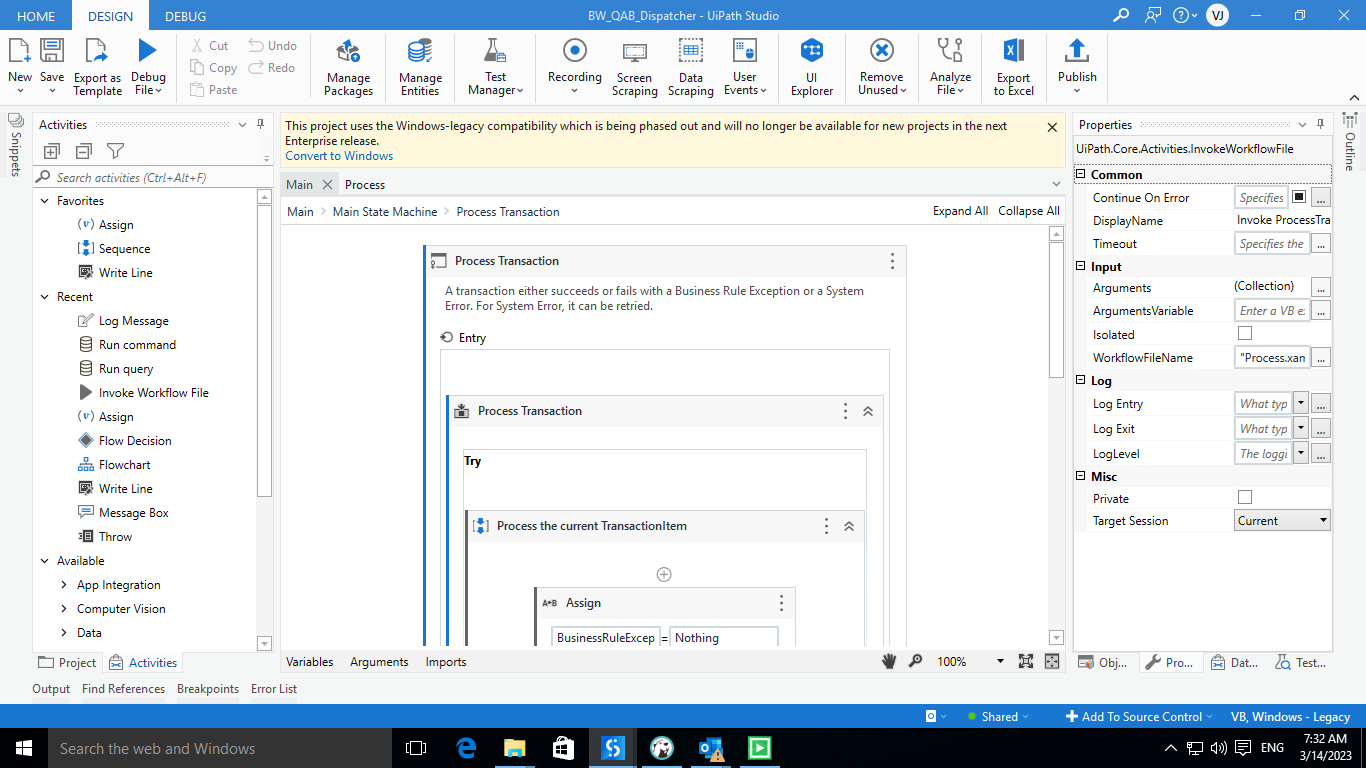 HOME DESIGN DEBUG BW_QAB_Dispatcher - UiPath Studio VJ
New Save Export as Template Debug File Cut Copy Paste Undo Redo Manage Packages Manage Entities Test Manager Recording Screen Scraping Data Scraping User Events UI Explorer Remove Unused Analyze File Export to Excel Publish
Snippets
Activities
Search activities (Ctrl+Alt+F)
Favorites
Assign
Sequence
Write Line
Recent
Log Message
Run command
Run query
Invoke Workflow File
Assign
Flow Decision
Flowchart
Write Line
Message Box
Throw
Available
App Integration
Computer Vision
Data
Project Activities
This project uses the Windows-legacy compatibility which is being phased out and will no longer be available for new projects in the next
Enterprise release.
Convert to Windows
Main Process
Main Main State Machine Process Transaction Expand All Collapse All
Process Transaction
A transaction either succeeds or fails with a Business Rule Exception or a System
Error. For System Error, it can be retried.
Entry
Process Transaction
Try
Process the current TransactionItem
A+B Assign
BusinessRuleExcep = Nothing
Variables Arguments Imports 100%
Properties
Outline
UiPath.Core.Activities.InvokeWorkflowFile
Common
Continue On Error Specifies ...
DisplayName Invoke ProcessTra
Timeout Specifies the ...
Input
Arguments (Collection) ...
ArgumentsVariable Enter a VB e: ...
Isolated
WorkflowFileName "Process.xan ...
Log
Log Entry What typ ...
Log Exit What typ ...
LogLevel The loggi ...
Misc
Private
Target Session Current
Obj... Pro... Dat... Test...
Output Find References Breakpoints Error List
Shared Add To Source Control VB, Windows - Legacy
Search the web and Windows ENG 7:32 AM
3/14/2023